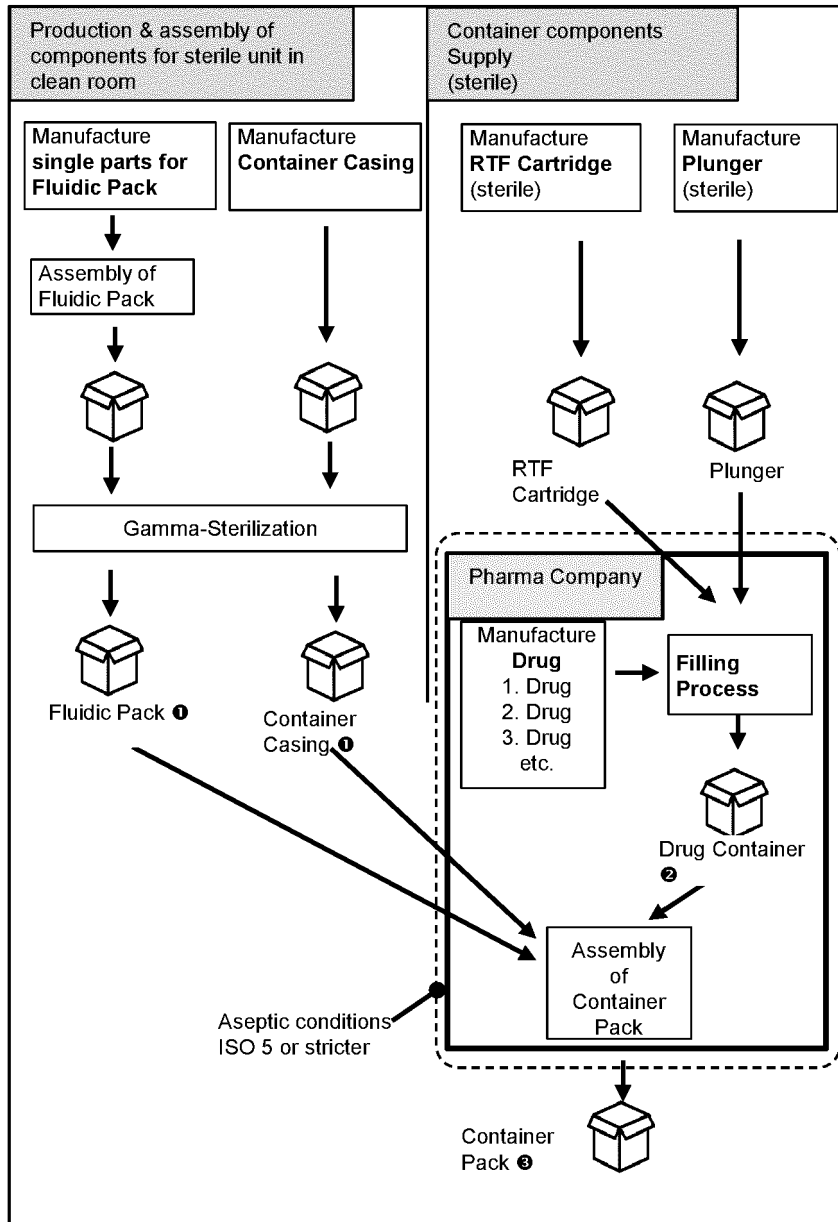 Production & assembly of
components for sterile unit in
clean room
Container components
Supply
(sterile)
Manufacture
single parts for
Fluidic Pack
Manufacture
Container Casing
Manufacture
RTF Cartridge
(sterile)
Manufacture
Plunger
(sterile)
Assembly of
Fluidic Pack
RTF
Cartridge
Plunger
Gamma-Sterilization
Pharma Company
Manufacture
Drug
1. Drug
2. Drug
3. Drug
etc.
Filling
Process
Fluidic Pack ❶
Container
Casing ❶
Drug Container
❷
Assembly
of
Container
Pack
Aseptic conditions
ISO 5 or stricter
Container
Pack ❸